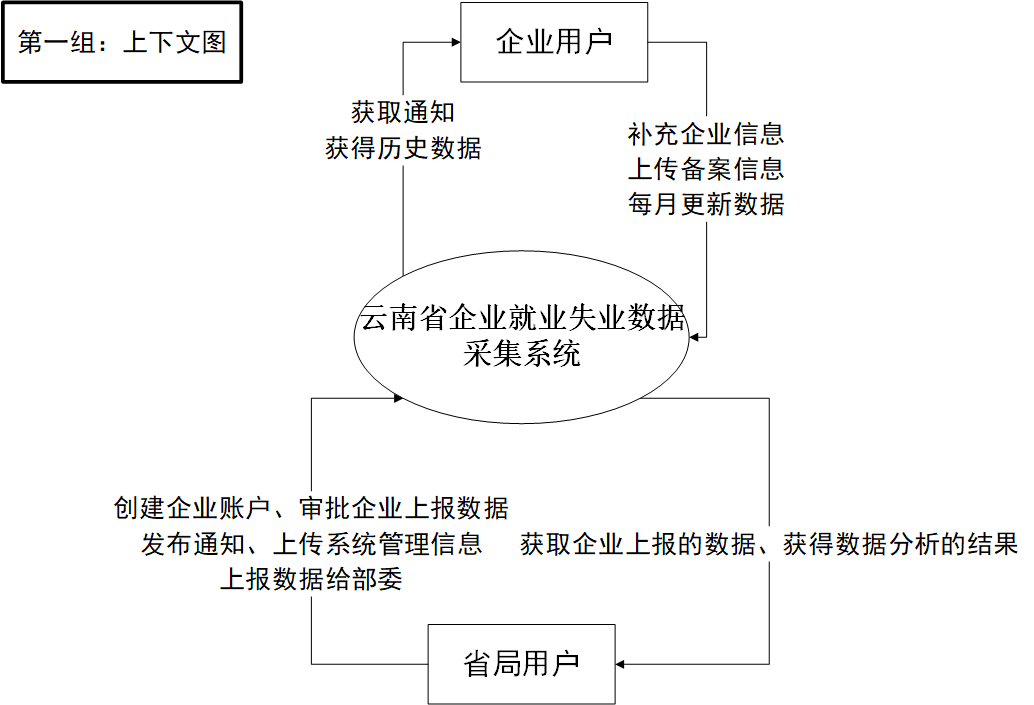 第一组：上下文图
企业用户
获取通知
获得历史数据
补充企业信息
上传备案信息
每月更新数据
云南省企业就业失业数据
采集系统
创建企业账户、审批企业上报数据
发布通知、上传系统管理信息
上报数据给部委
获取企业上报的数据、获得数据分析的结果
省局用户